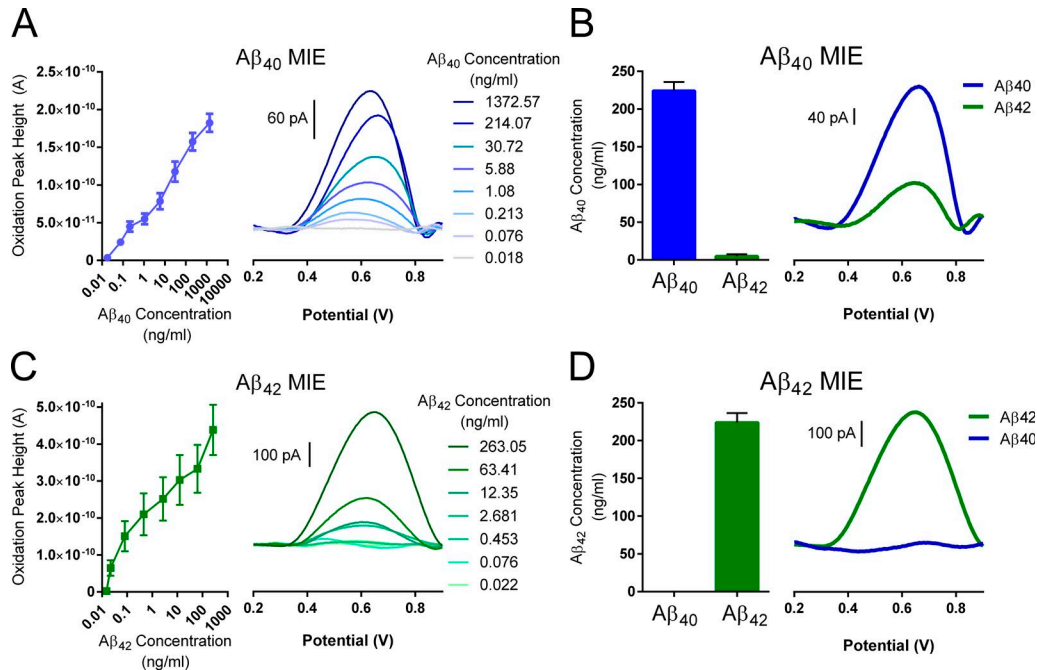 A
Aβ40 MIE
Oxidation Peak Height (A)
2.5×10-10
2.0×10-10
1.5×10-10
1.0×10-10
5.0×10-11
0
0.01
0.1
1
10
100
1000
10000
Aβ40 Concentration
(ng/ml)
60 pA
0.2
0.4
0.6
0.8
Potential (V)
Aβ40 Concentration
(ng/ml)
1372.57
214.07
30.72
5.88
1.08
0.213
0.076
0.018
B
Aβ40 MIE
Aβ40 Concentration
(ng/ml)
250
200
150
100
50
0
Aβ40
Aβ42
40 pA
0.2
0.4
0.6
0.8
Potential (V)
Aβ40
Aβ42
C
Aβ42 MIE
Oxidation Peak Height (A)
5.0×10-10
4.0×10-10
3.0×10-10
2.0×10-10
1.0×10-10
0
0.01
0.1
1
10
100
1000
Aβ42 Concentration
(ng/ml)
100 pA
0.2
0.4
0.6
0.8
Potential (V)
Aβ42 Concentration
(ng/ml)
263.05
63.41
12.35
2.681
0.453
0.076
0.022
D
Aβ42 MIE
Aβ42 Concentration
(ng/ml)
250
200
150
100
50
0
Aβ40
Aβ42
100 pA
0.2
0.4
0.6
0.8
Potential (V)
Aβ42
Aβ40